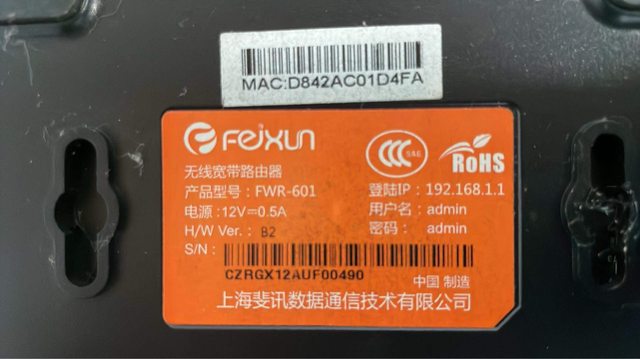 MAC:D842AC01D4FA
FEIXUN
无线宽带路由器
产品型号：FWR-601
电源：12V⎓0.5A
H/W Ver.： B2
S/N：
CZRGX12AUF00490
CCC S&E
RoHS
登陆IP：192.168.1.1
用户名：admin
密码： admin
中国 制造
上海斐讯数据通信技术有限公司